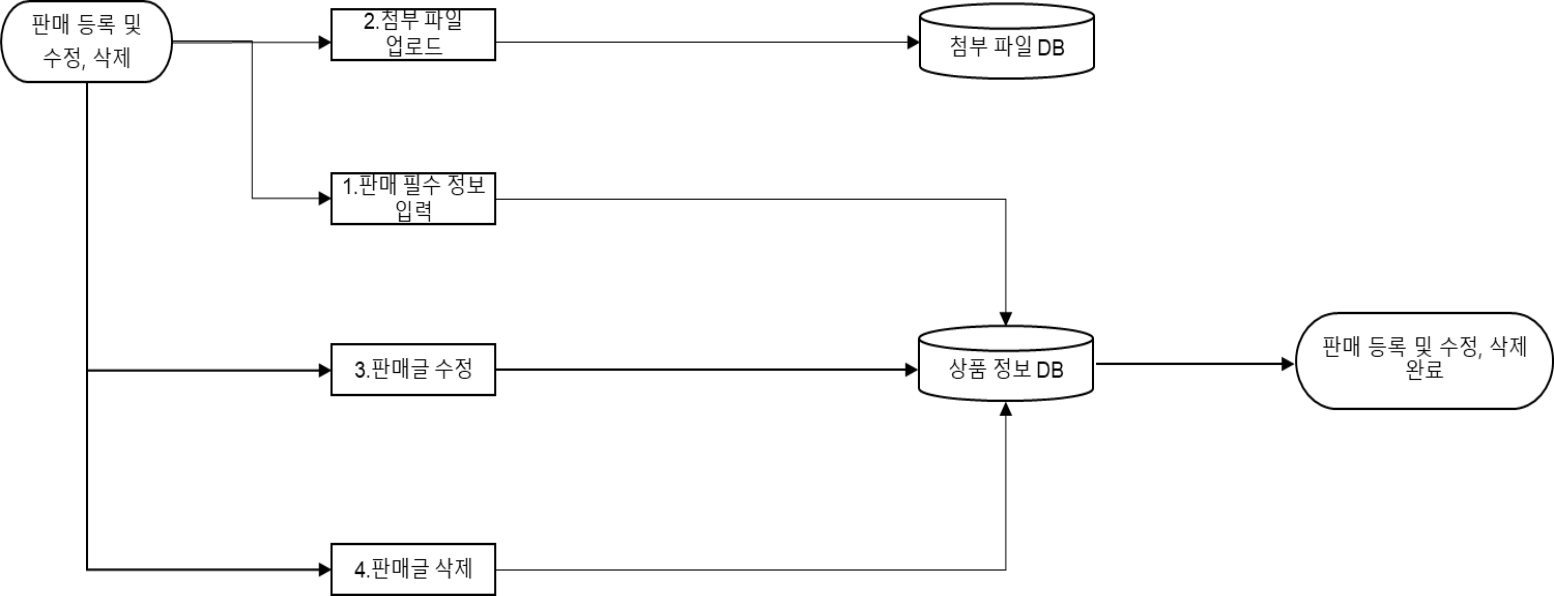 판매 등록 및
수정, 삭제
2.첨부 파일
업로드
첨부 파일 DB
1.판매 필수 정보
입력
3.판매글 수정
상품 정보 DB
판매 등록 및 수정, 삭제
완료
4.판매글 삭제